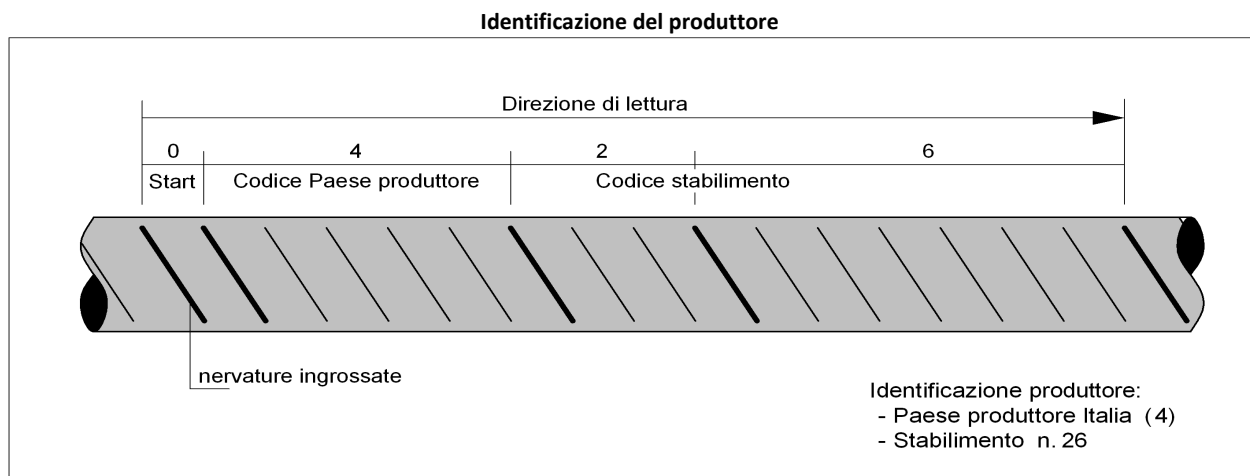 Identificazione del produttore
Direzione di lettura
0 4 2 6
Start Codice Paese produttore Codice stabilimento
nervature ingrossate
Identificazione produttore:
- Paese produttore Italia (4)
- Stabilimento n. 26